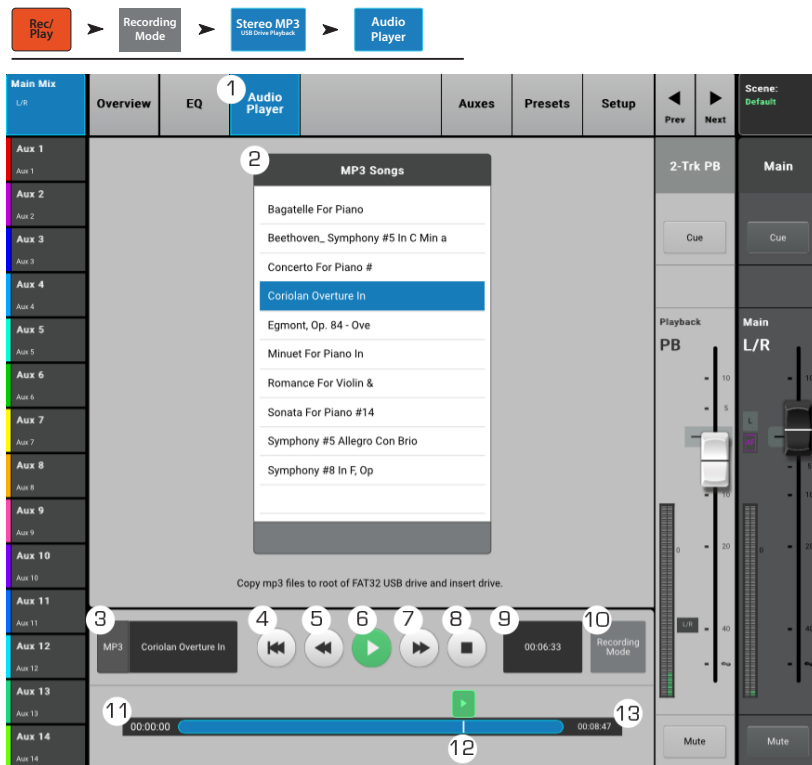 Rec/
Play
Recording
Mode
Stereo MP3
USB Drive Playback
Audio
Player
Main Mix
L/R
Overview
EQ
1
Audio
Player
Auxes
Presets
Setup
Prev
Next
Scene:
Default
Aux 1
Aux 1
Aux 2
Aux 2
Aux 3
Aux 3
Aux 4
Aux 4
Aux 5
Aux 5
Aux 6
Aux 6
Aux 7
Aux 7
Aux 8
Aux 8
Aux 9
Aux 9
Aux 10
Aux 10
Aux 11
Aux 11
Aux 12
Aux 12
Aux 13
Aux 13
Aux 14
Aux 14
2
MP3 Songs
Bagatelle For Piano
Beethoven_ Symphony #5 In C Min a
Concerto For Piano #
Coriolan Overture In
Egmont, Op. 84 - Ove
Minuet For Piano In
Romance For Violin &
Sonata For Piano #14
Symphony #5 Allegro Con Brio
Symphony #8 In F, Op
Copy mp3 files to root of FAT32 USB drive and insert drive.
3
MP3
Coriolan Overture In
4
5
6
7
8
9
00:06:33
10
Recording
Mode
11
00:00:00
12
00:08:47
13
2-Trk PB
Cue
Playback
PB
10
5
10
20
40
∞
0
L/R
Mute
Main
Cue
Main
L/R
L
10
5
10
20
40
0
Mute